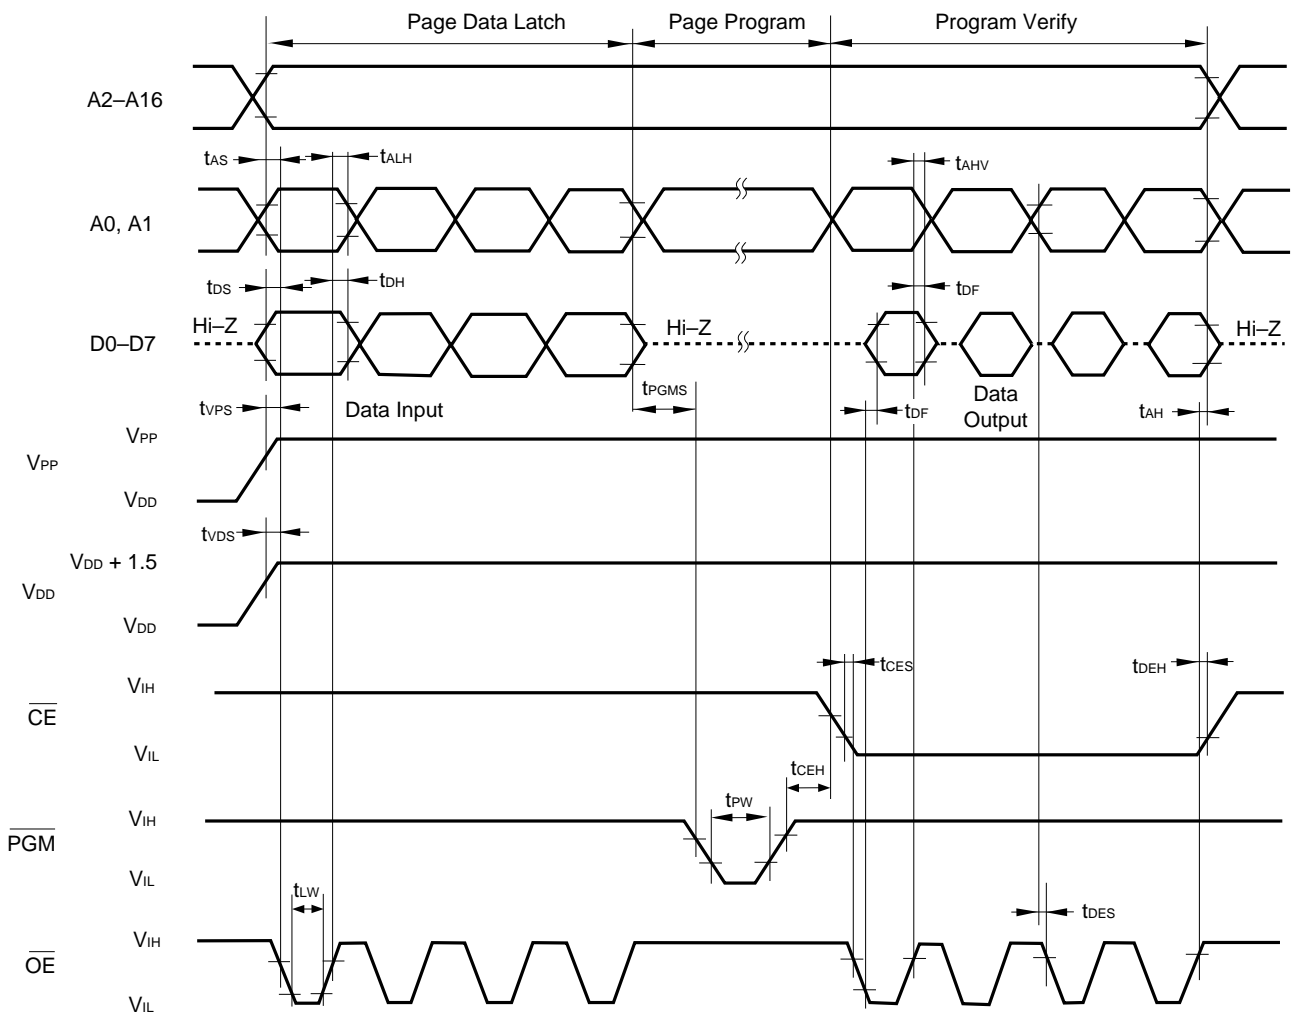 Page Data Latch Page Program Program Verify
A2–A16
tAS tALH tAHV
A0, A1
tDS tDH tDF
Hi–Z Hi–Z Hi–Z
D0–D7
tPGMS
tVPS Data Input tDF Data Output tAH
VPP
VPP
VDD
tVDS
VDD + 1.5
VDD
VDD
tCES tDEH
VIH
CE
VIL
tCEH
tPW
VIH
PGM
VIL
tLW
tDES
VIH
OE
VIL